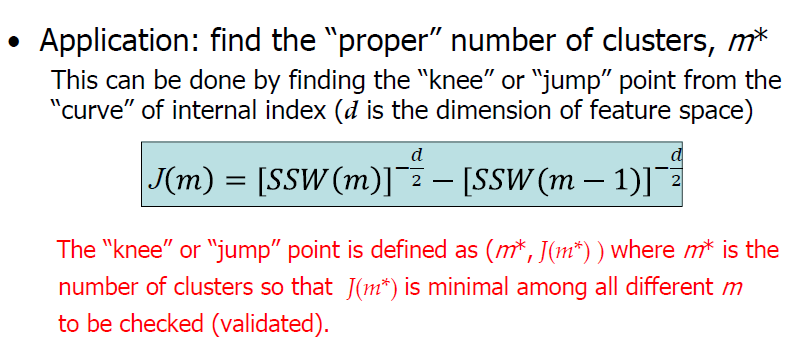 • Application: find the “proper” number of clusters, m*
This can be done by finding the “knee” or “jump” point from the
“curve” of internal index (d is the dimension of feature space)
J(m) = [SSW(m)]^{-d/2} − [SSW(m − 1)]^{-d/2}
The “knee” or “jump” point is defined as (m*, J(m*) ) where m* is the
number of clusters so that J(m*) is minimal among all different m
to be checked (validated).